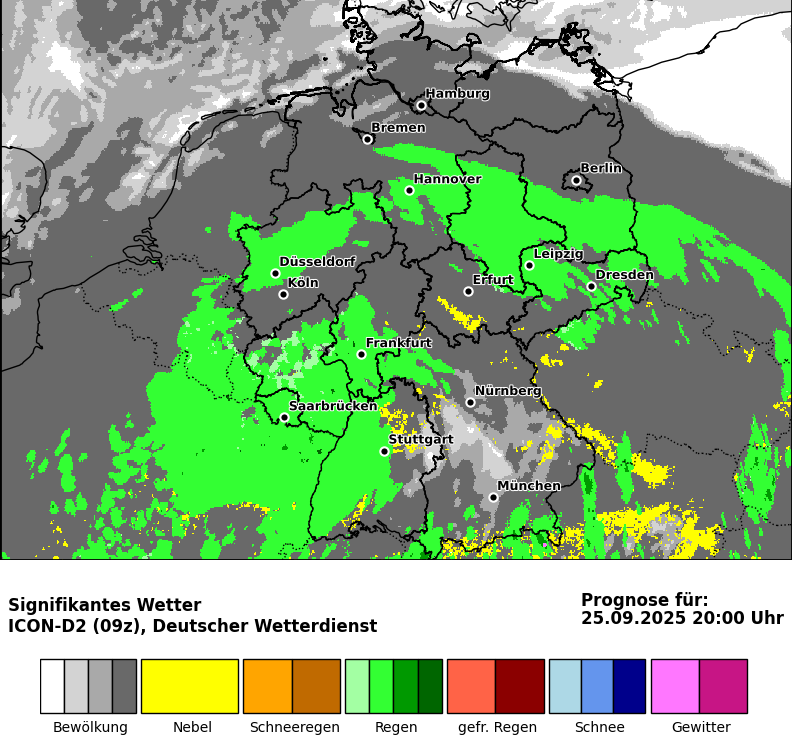 Hamburg
Bremen
Berlin
Hannover
Leipzig
Düsseldorf
Dresden
Erfurt
Köln
Frankfurt
Nürnberg
Saarbrücken
Stuttgart
München
Signifikantes Wetter
ICON-D2 (09z), Deutscher Wetterdienst
Prognose für:
25.09.2025 20:00 Uhr
Bewölkung Nebel Schneeregen Regen gefr. Regen Schnee Gewitter